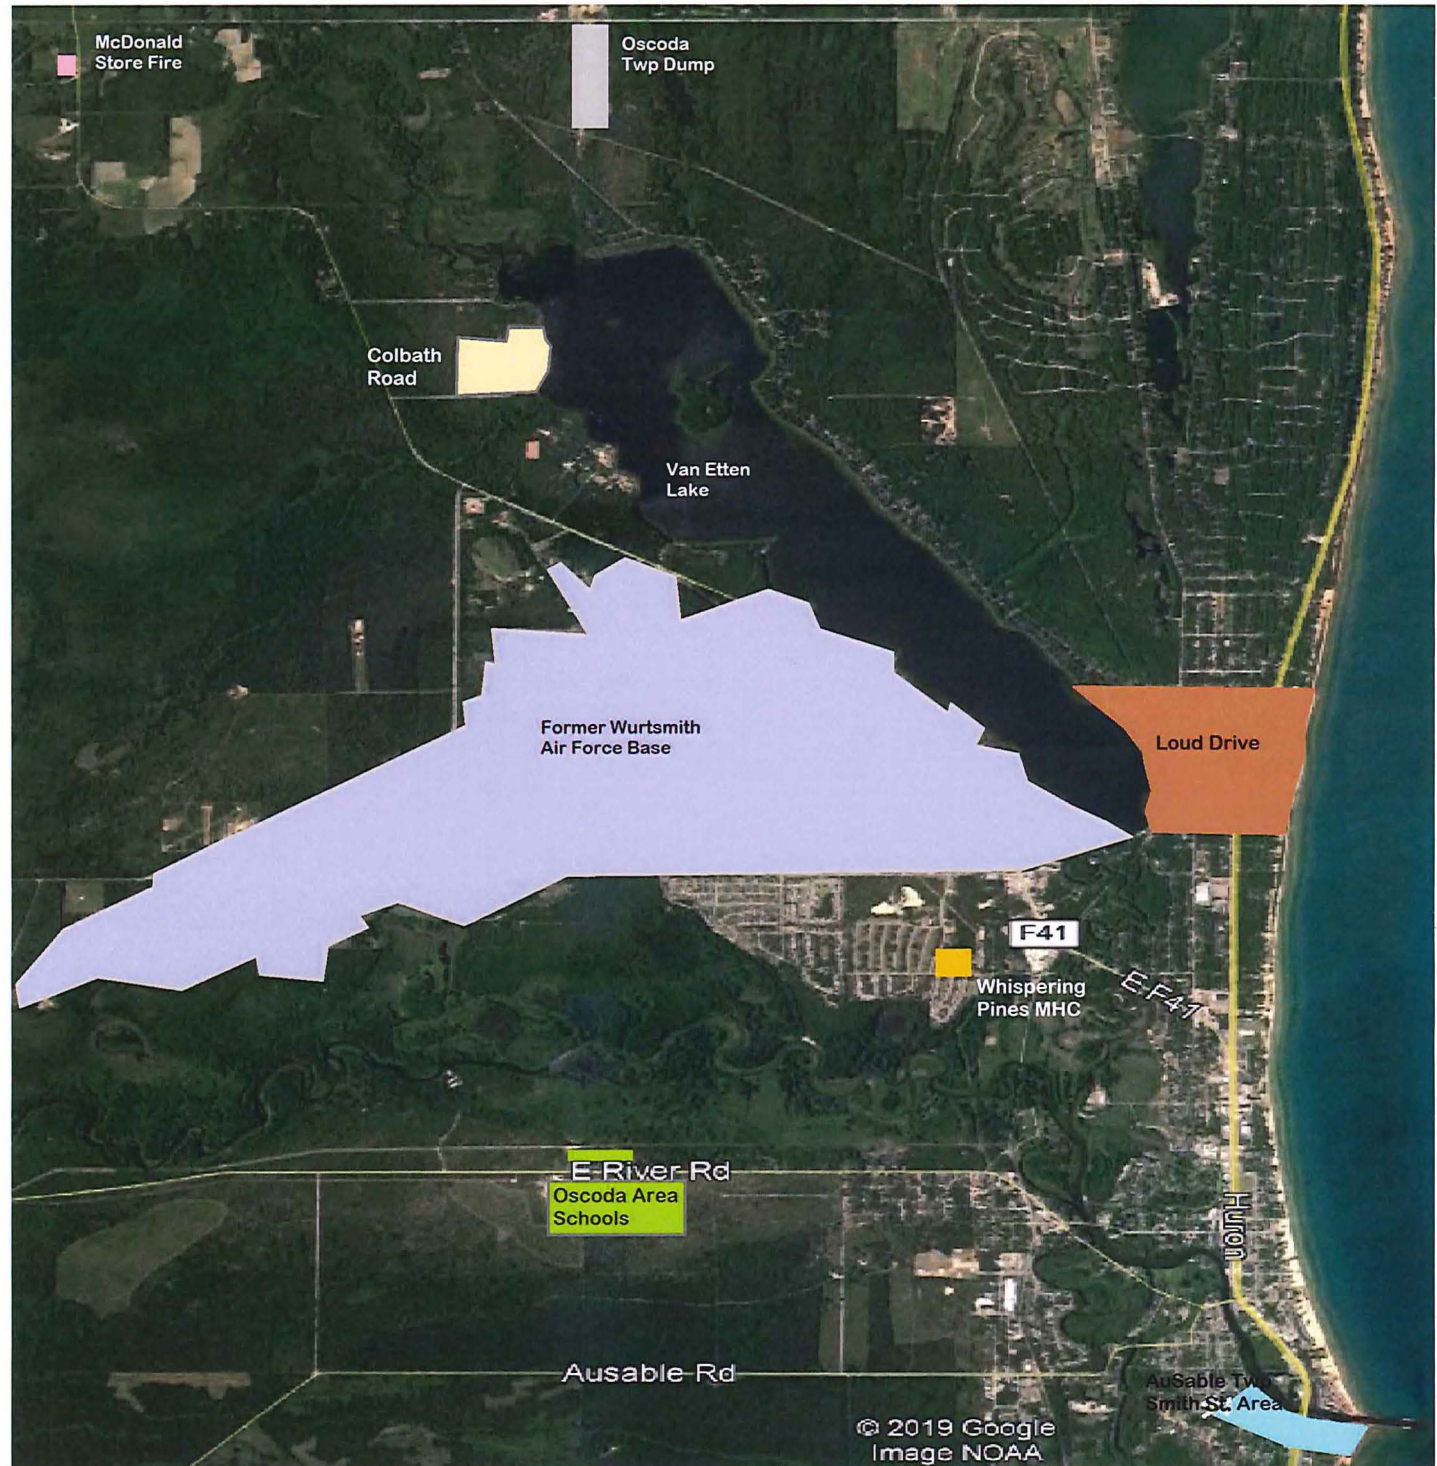 McDonald
Store Fire
Oscoda
Twp Dump
Colbath
Road
Van Etten
Lake
Former Wurtsmith
Air Force Base
Loud Drive
F41
E-F41
Whispering
Pines MHC
E-River Rd
Oscoda Area
Schools
Huron
Ausable Rd
AuSable Twp
Smith St. Area
© 2019 Google
Image NOAA